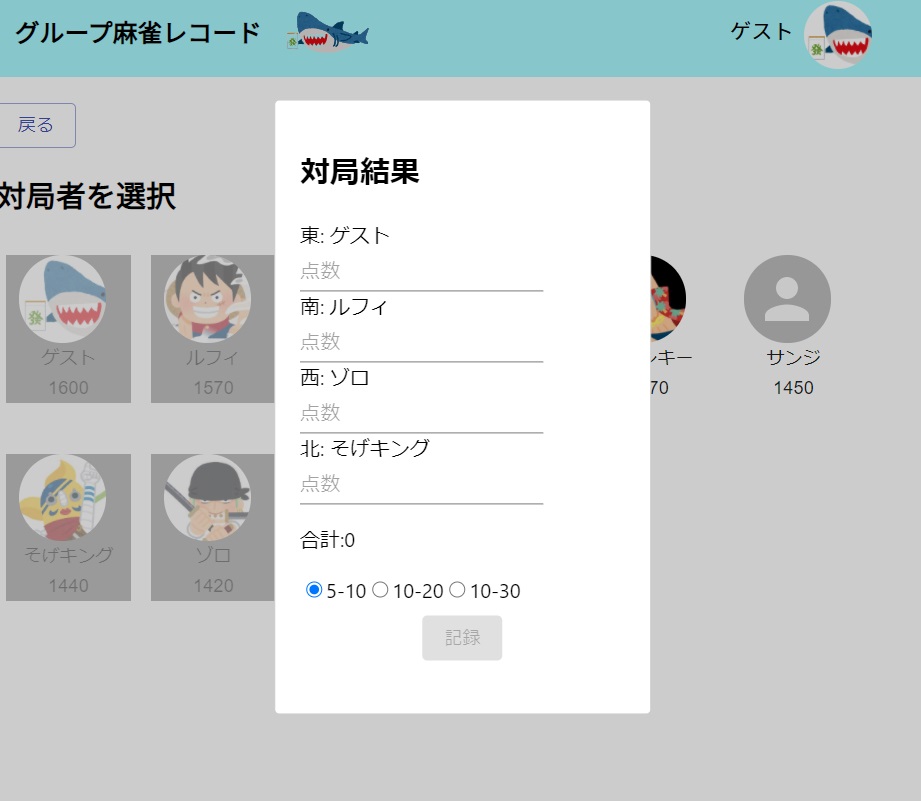 グループ麻雀レコード
ゲスト
戻る
対局者を選択
ゲスト
1600
ルフィ
1570
ンキー
70
サンジ
1450
そげキング
1440
ゾロ
1420
対局結果
東: ゲスト
点数
南: ルフィ
点数
西: ゾロ
点数
北: そげキング
点数
合計:0
5-10 10-20 10-30
記録